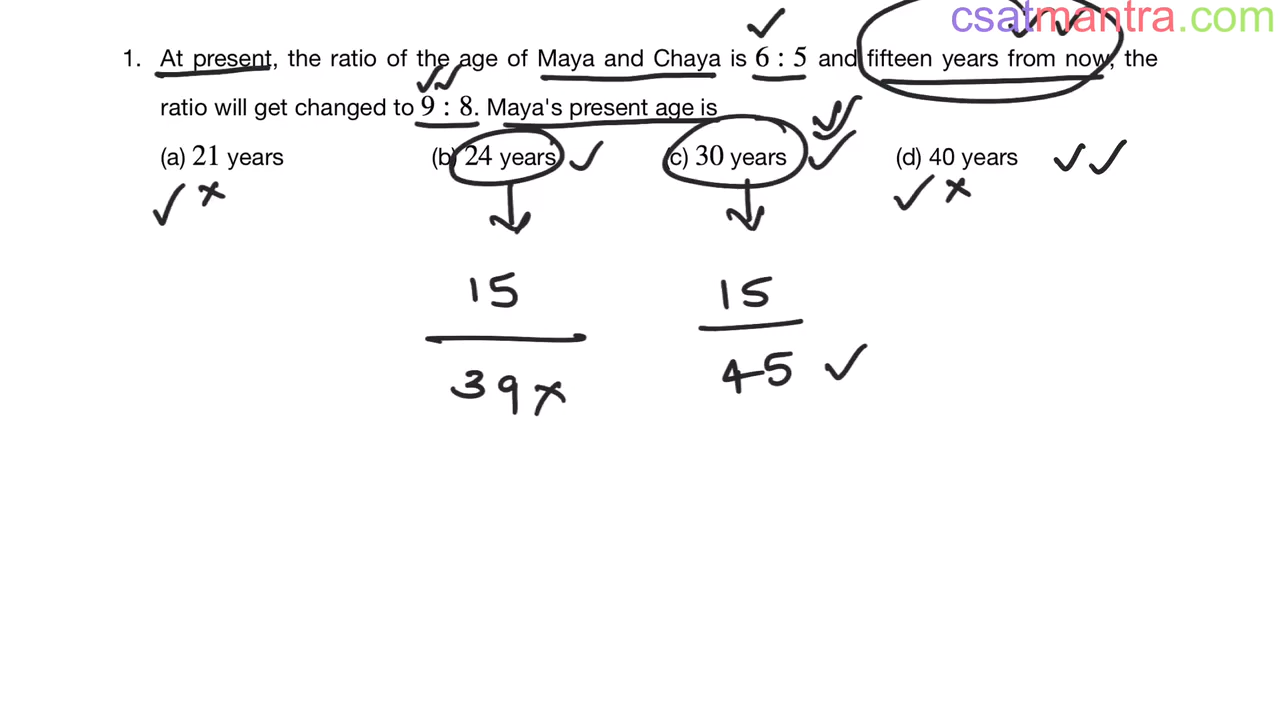 csatmantra.com
1. At present, the ratio of the age of Maya and Chaya is 6 : 5 and fifteen years from now, the
ratio will get changed to 9 : 8. Maya's present age is
(a) 21 years (b) 24 years (c) 30 years (d) 40 years
15 15
39 45